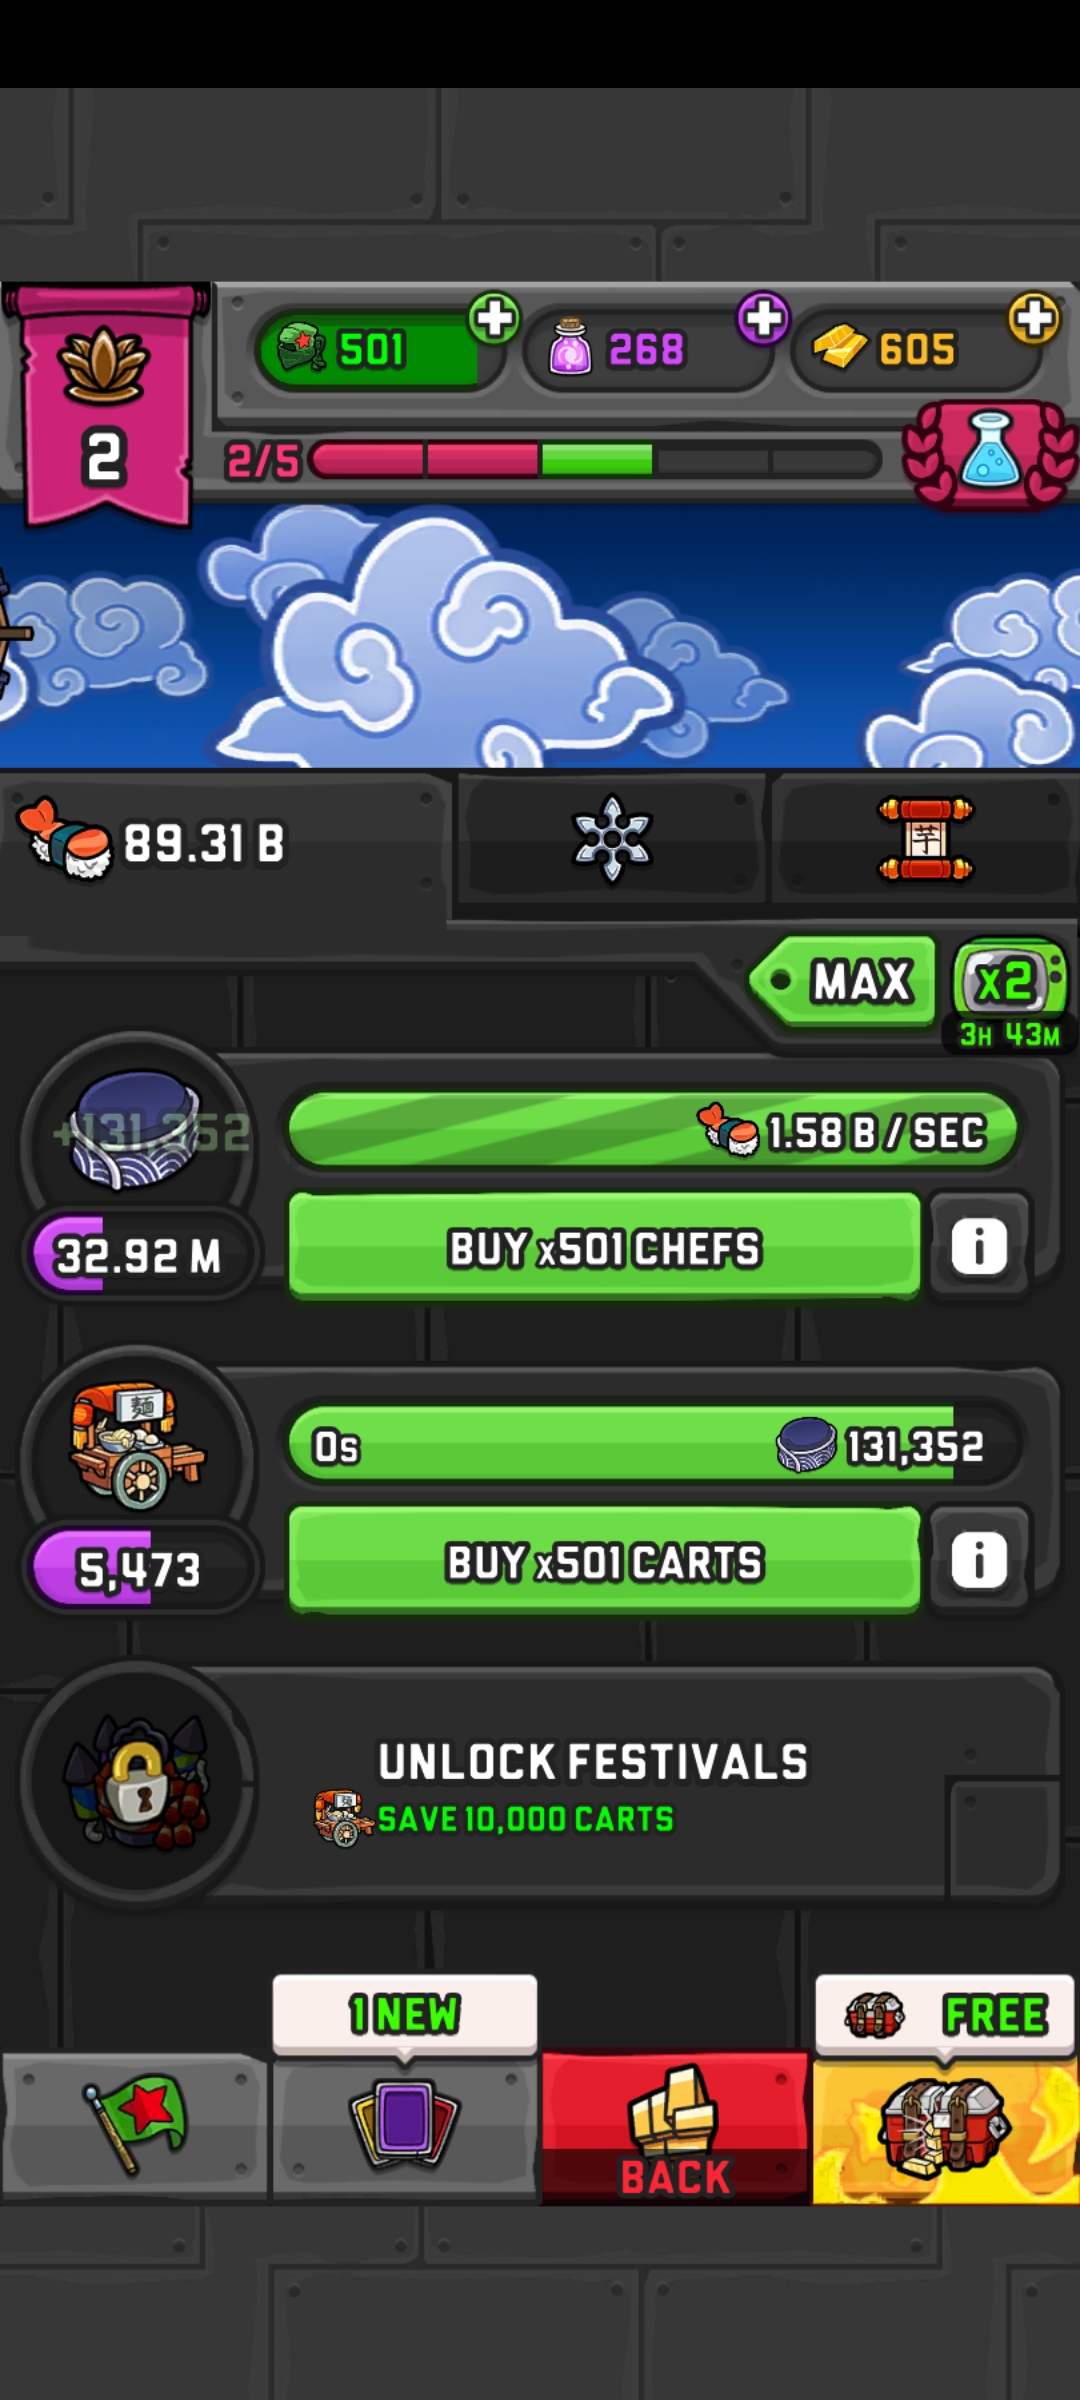 501
268
605
2
2/5
89.31 B
芋
MAX
x2
3H 43M
+131,352
1.58 B / SEC
32.92 M
BUY x501 CHEFS
i
麺
0s
131,352
5,473
BUY x501 CARTS
i
UNLOCK FESTIVALS
SAVE 10,000 CARTS
1 NEW
FREE
BACK